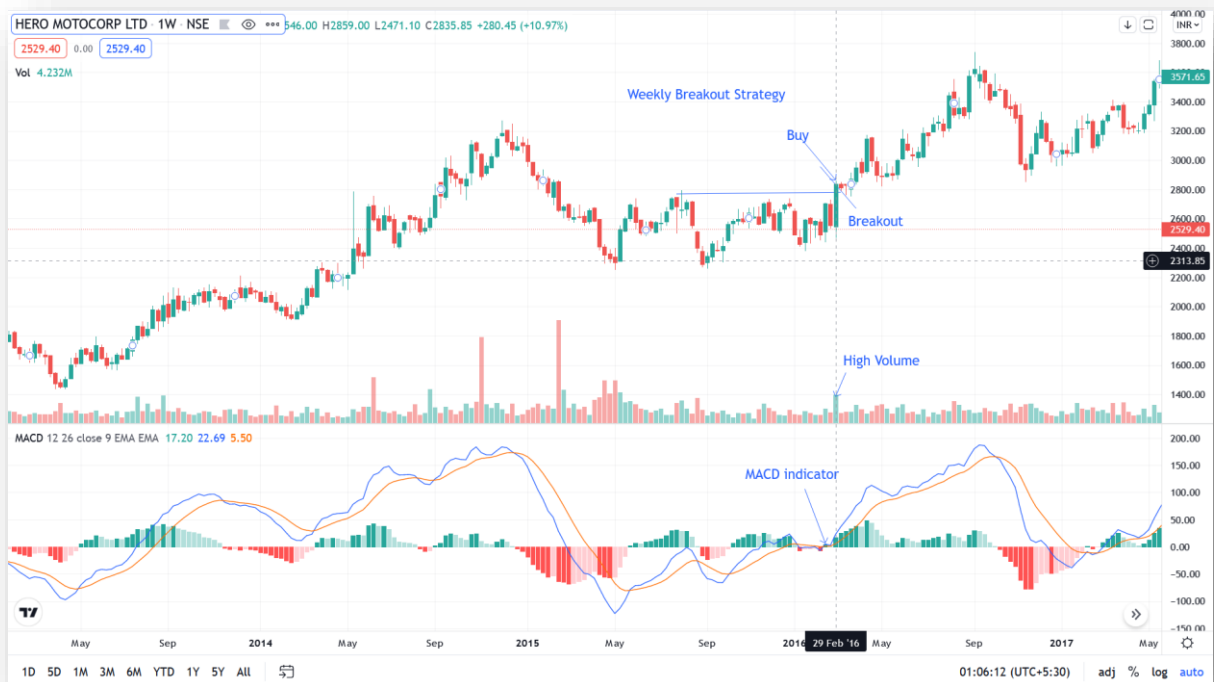 HERO MOTOCORP LTD · 1W · NSE ••• 546.00 H2859.00 L2471.10 C2835.85 +280.45 (+10.97%)
2529.40 0.00 2529.40
Vol 4.232M
INR
4000.00
3800.00
3571.65
3400.00
3200.00
3000.00
2800.00
2600.00
2529.40
2400.00
2313.85
2200.00
2000.00
1800.00
1600.00
1400.00
Weekly Breakout Strategy
Buy
Breakout
High Volume
MACD 12 26 close 9 EMA EMA 17.20 22.69 5.50
MACD indicator
200.00
150.00
100.00
50.00
0.00
−50.00
−100.00
−150.00
May Sep 2014 May Sep 2015 May Sep 2016 29 Feb '16 May Sep 2017 May
1D 5D 1M 3M 6M YTD 1Y 5Y All 01:06:12 (UTC+5:30) adj % log auto